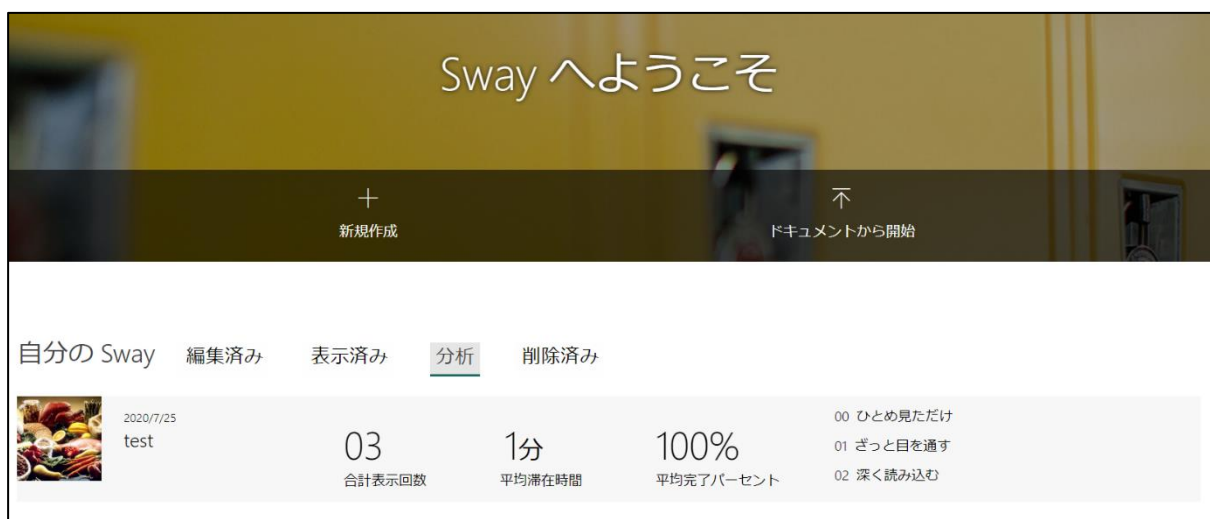 Sway へようこそ
新規作成
ドキュメントから開始
自分の Sway 編集済み 表示済み 分析 削除済み
2020/7/25
test
03
合計表示回数
1分
平均滞在時間
100%
平均完了パーセント
00 ひとめ見ただけ
01 ざっと目を通す
02 深く読み込む